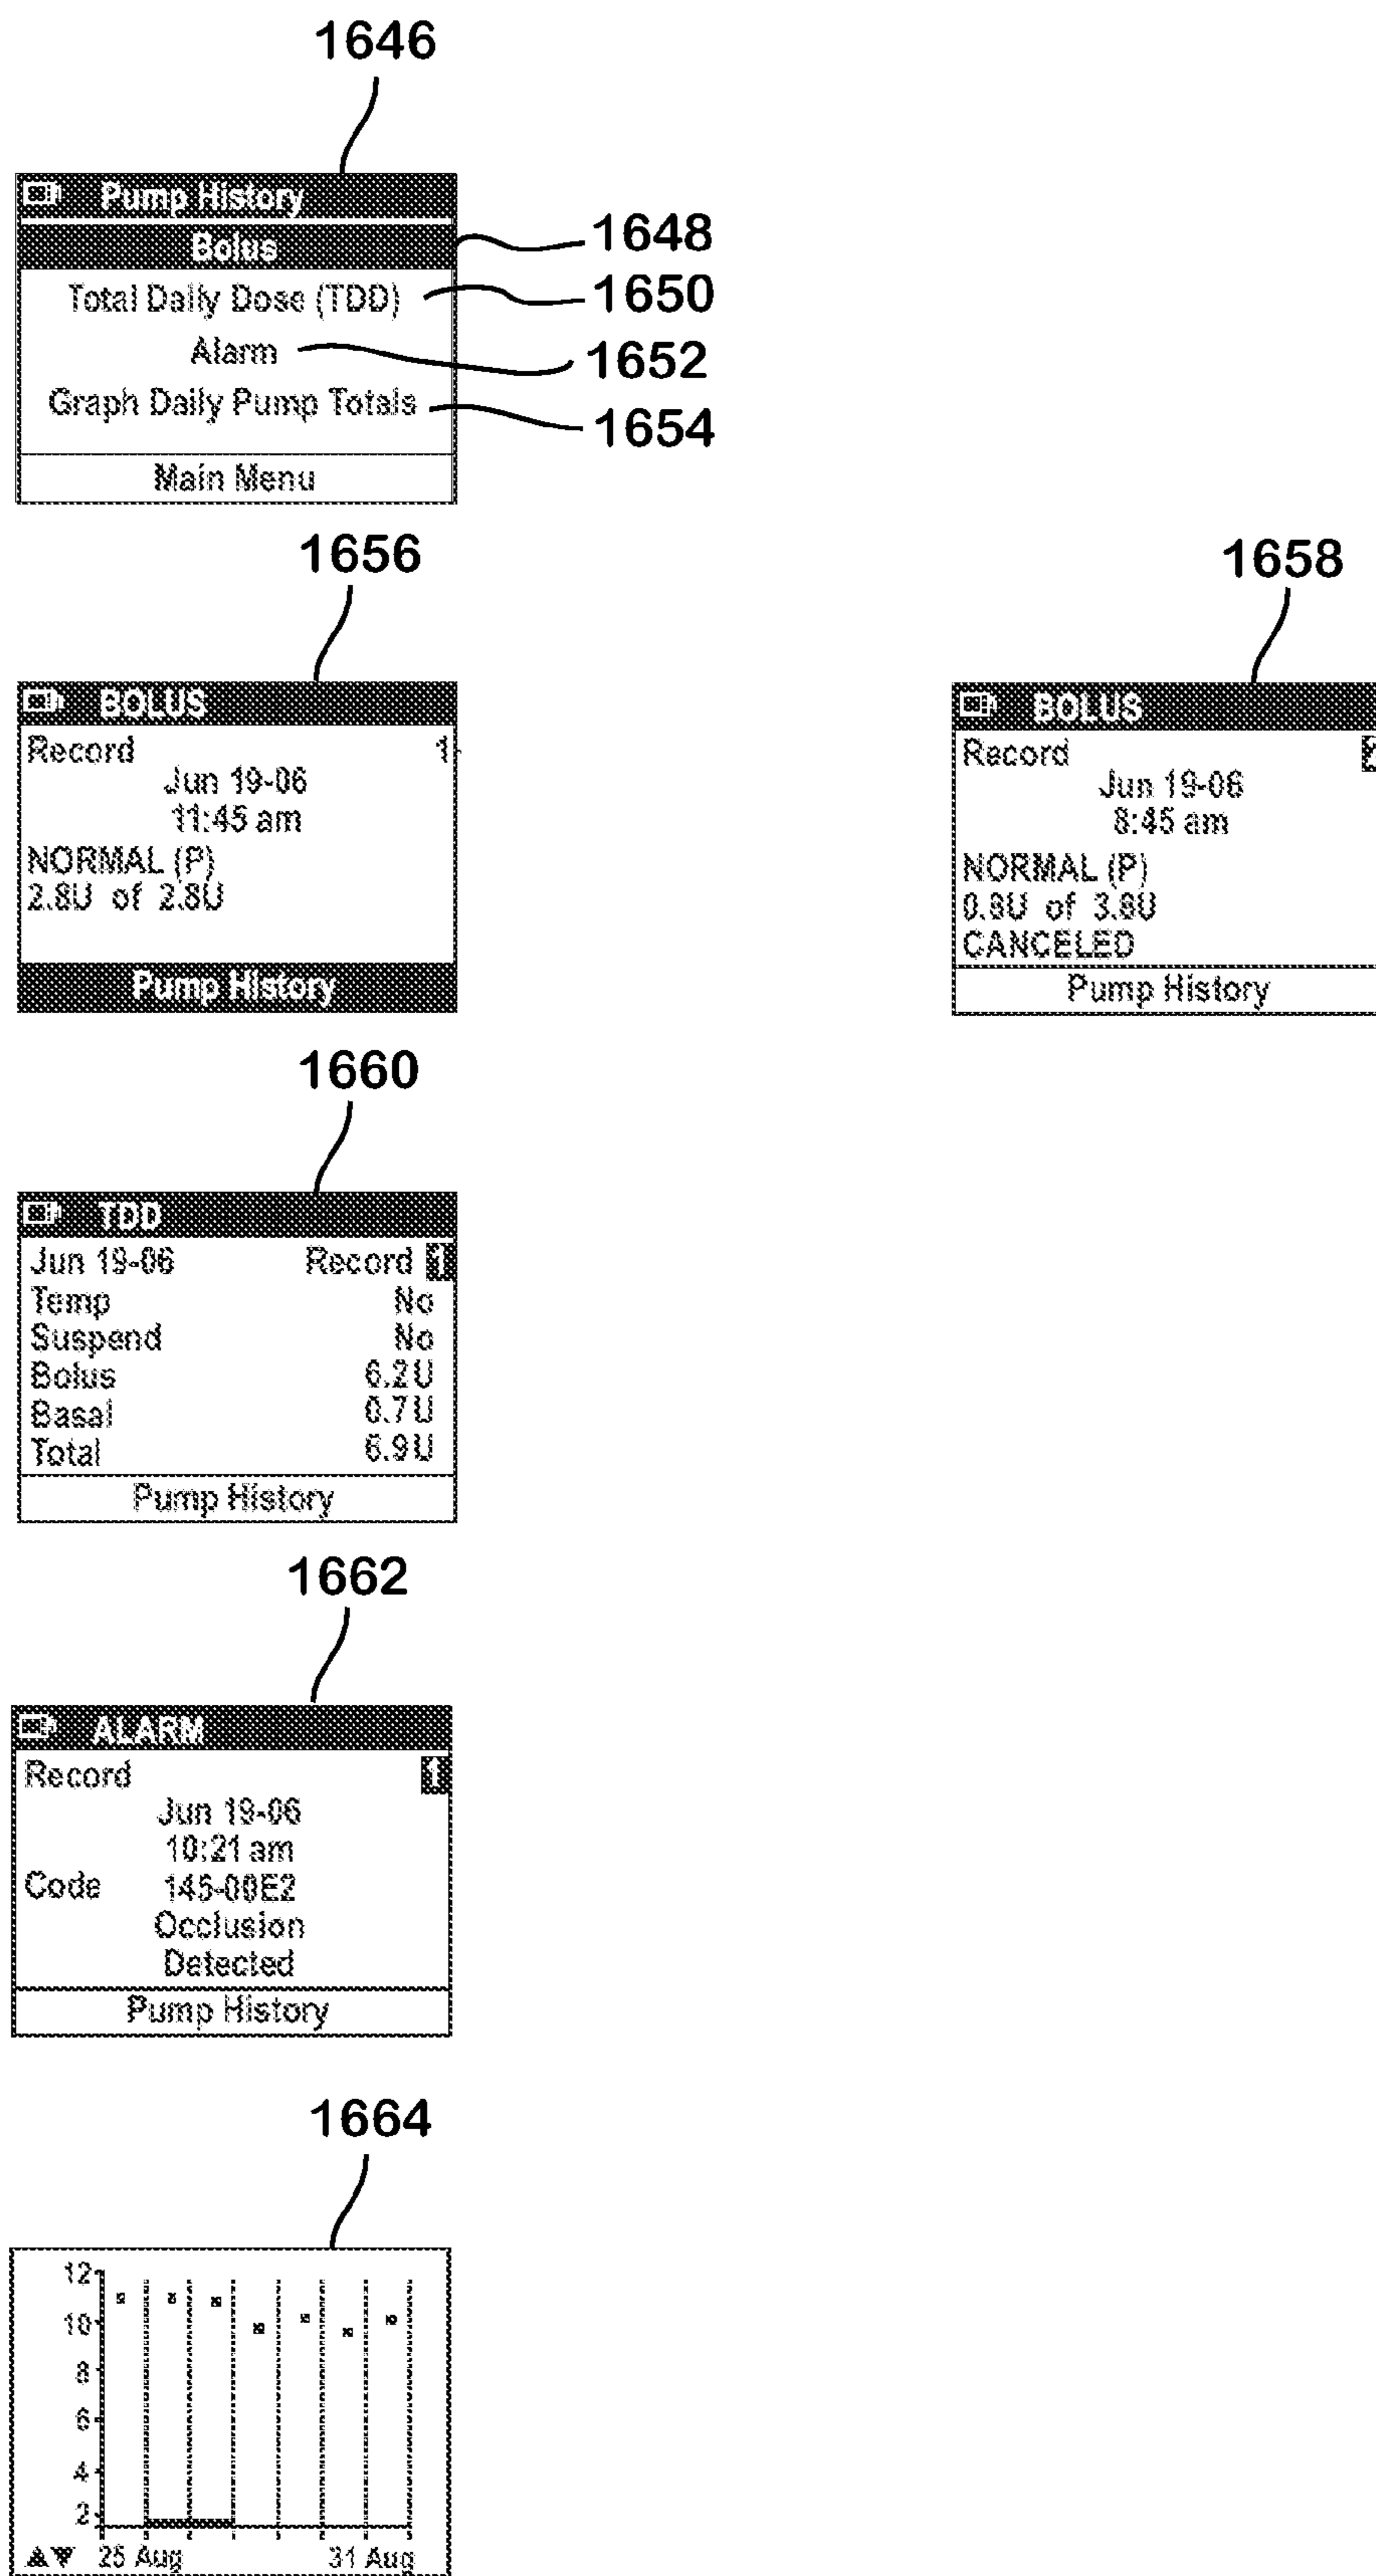 1646
Pump History
Bolus
1648
Total Daily Dose (TDD)
1650
Alarm
1652
Graph Daily Pump Totals
1654
Main Menu
1656
BOLUS
Record 1
Jun 19-06
11:45 am
NORMAL (P)
2.8U of 2.8U
Pump History
1658
BOLUS
Record
Jun 19-06
8:45 am
NORMAL (P)
0.8U of 3.8U
CANCELED
Pump History
1660
TDD
Jun 19-06 Record 1
Temp No
Suspend No
Bolus 6.2U
Basal 0.7U
Total 6.9U
Pump History
1662
ALARM
Record 1
Jun 19-06
10:21 am
Code 145-00E2
Occlusion
Detected
Pump History
1664
12
10
8
6
4
2
25 Aug 31 Aug